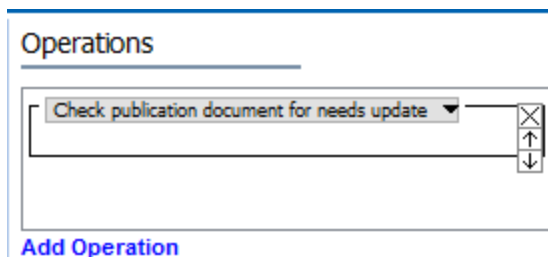 Operations
Check publication document for needs update
Add Operation